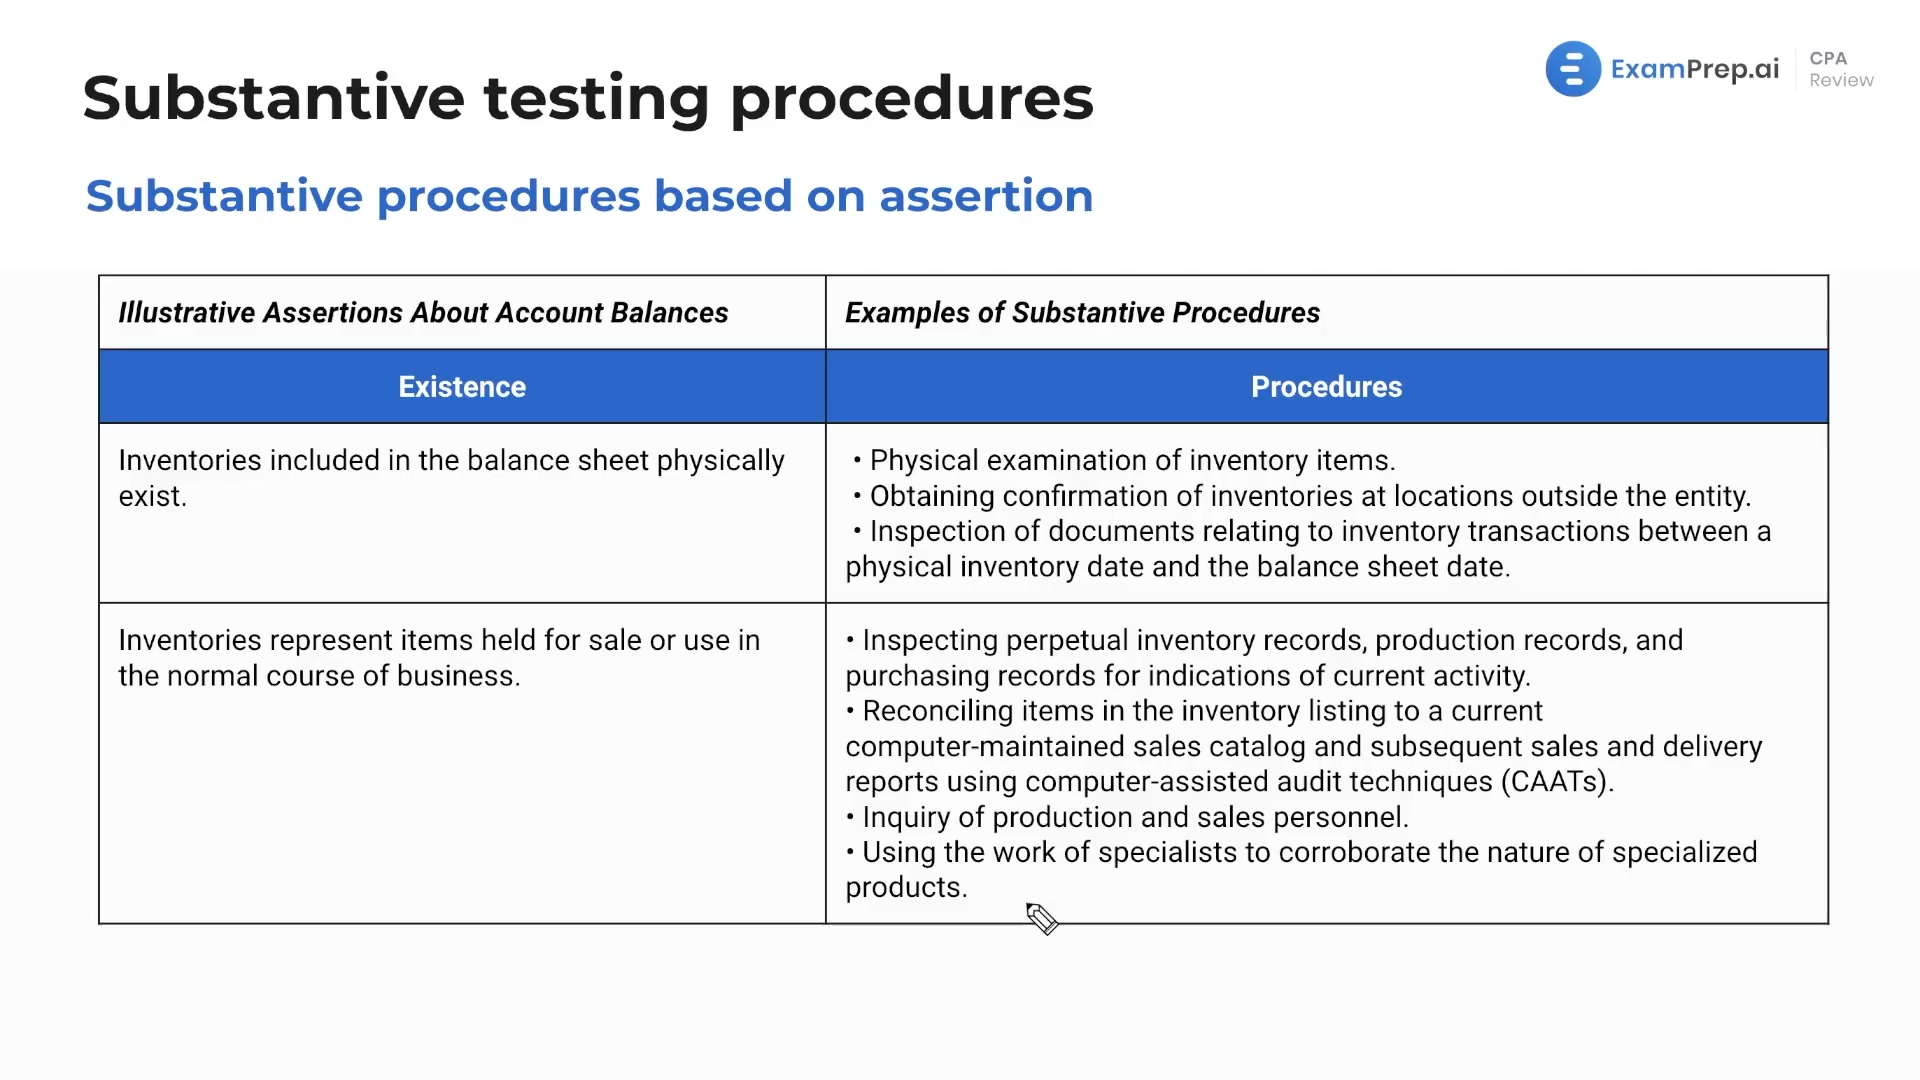 Substantive testing procedures
ExamPrep.ai
CPA
Review
Substantive procedures based on assertion
Illustrative Assertions About Account Balances
Examples of Substantive Procedures
Existence
Procedures
Inventories included in the balance sheet physically
exist.
• Physical examination of inventory items.
• Obtaining confirmation of inventories at locations outside the entity.
• Inspection of documents relating to inventory transactions between a
physical inventory date and the balance sheet date.
Inventories represent items held for sale or use in
the normal course of business.
• Inspecting perpetual inventory records, production records, and
purchasing records for indications of current activity.
• Reconciling items in the inventory listing to a current
computer-maintained sales catalog and subsequent sales and delivery
reports using computer-assisted audit techniques (CAATs).
• Inquiry of production and sales personnel.
• Using the work of specialists to corroborate the nature of specialized
products.